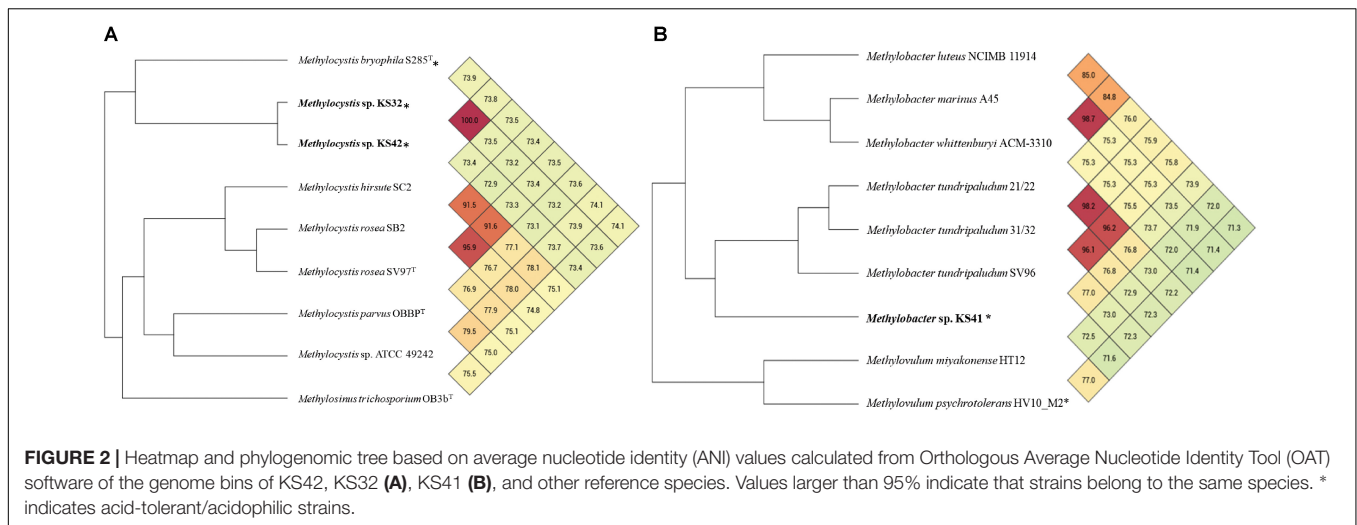 A
Methylocystis bryophila S285ᵀ*
Methylocystis sp. KS32*
Methylocystis sp. KS42*
Methylocystis hirsute SC2
Methylocystis rosea SB2
Methylocystis rosea SV97ᵀ
Methylocystis parvus OBBPᵀ
Methylocystis sp. ATCC 49242
Methylosinus trichosporium OB3bᵀ
73.9
73.8
100.0 73.5
73.5 73.4
73.4 73.2 73.5
72.9 73.4 73.6
91.5 73.3 73.2 74.1
91.6 73.1 73.9 74.1
95.9 77.1 73.7 73.6
76.7 78.1 73.4
76.9 78.0 75.1
77.9 74.8
79.5 75.1
75.0
75.5
B
Methylobacter luteus NCIMB 11914
Methylobacter marinus A45
Methylobacter whittenburyi ACM-3310
Methylobacter tundripaludum 21/22
Methylobacter tundripaludum 31/32
Methylobacter tundripaludum SV96
Methylobacter sp. KS41 *
Methylovulum miyakonense HT12
Methylovulum psychrotolerans HV10_M2*
85.0
84.8
98.7 76.0
75.3 75.9
75.3 75.3 75.8
75.3 75.3 73.9
98.2 75.5 73.5 72.0
96.2 73.7 71.9 71.3
96.1 76.8 72.0 71.4
76.8 73.0 71.4
77.0 72.9 72.2
73.0 72.3
72.5 72.3
71.6
77.0
FIGURE 2 | Heatmap and phylogenomic tree based on average nucleotide identity (ANI) values calculated from Orthologous Average Nucleotide Identity Tool (OAT)
software of the genome bins of KS42, KS32 (A), KS41 (B), and other reference species. Values larger than 95% indicate that strains belong to the same species. *
indicates acid-tolerant/acidophilic strains.